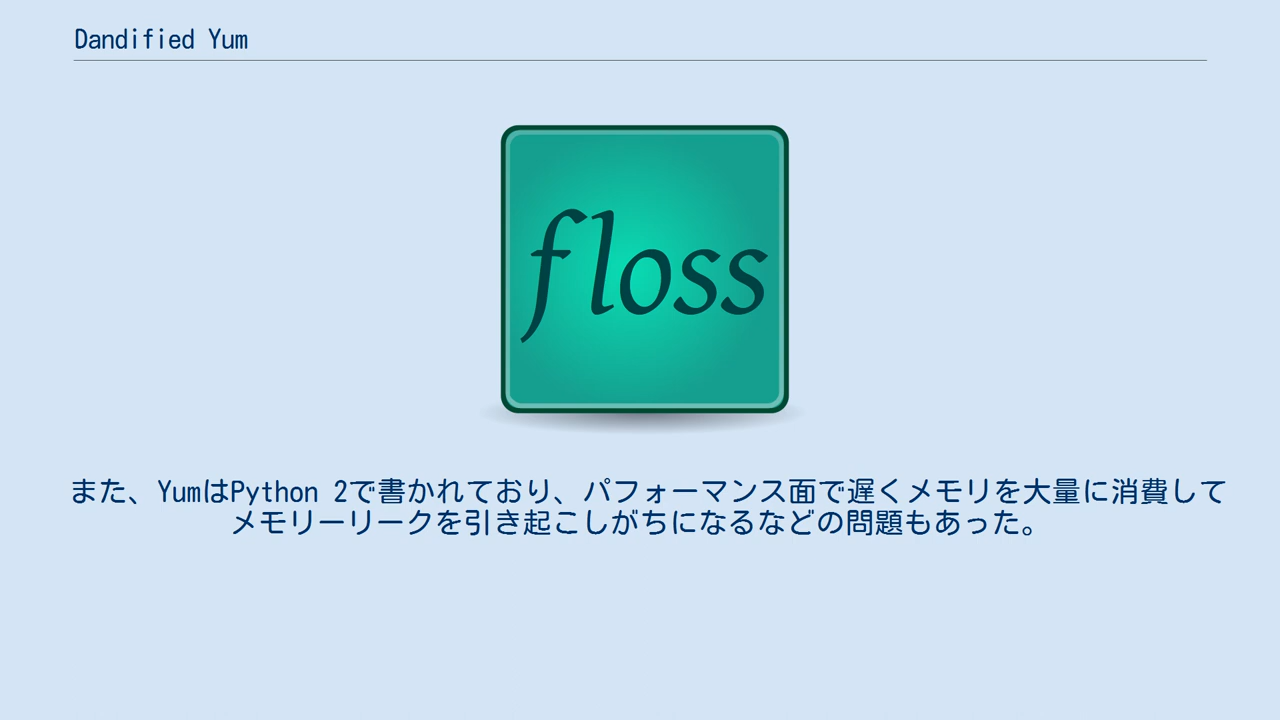 Dandified Yum
floss
また、YumはPython 2で書かれており、パフォーマンス面で遅くメモリを大量に消費して
メモリーリークを引き起こしがちになるなどの問題もあった。